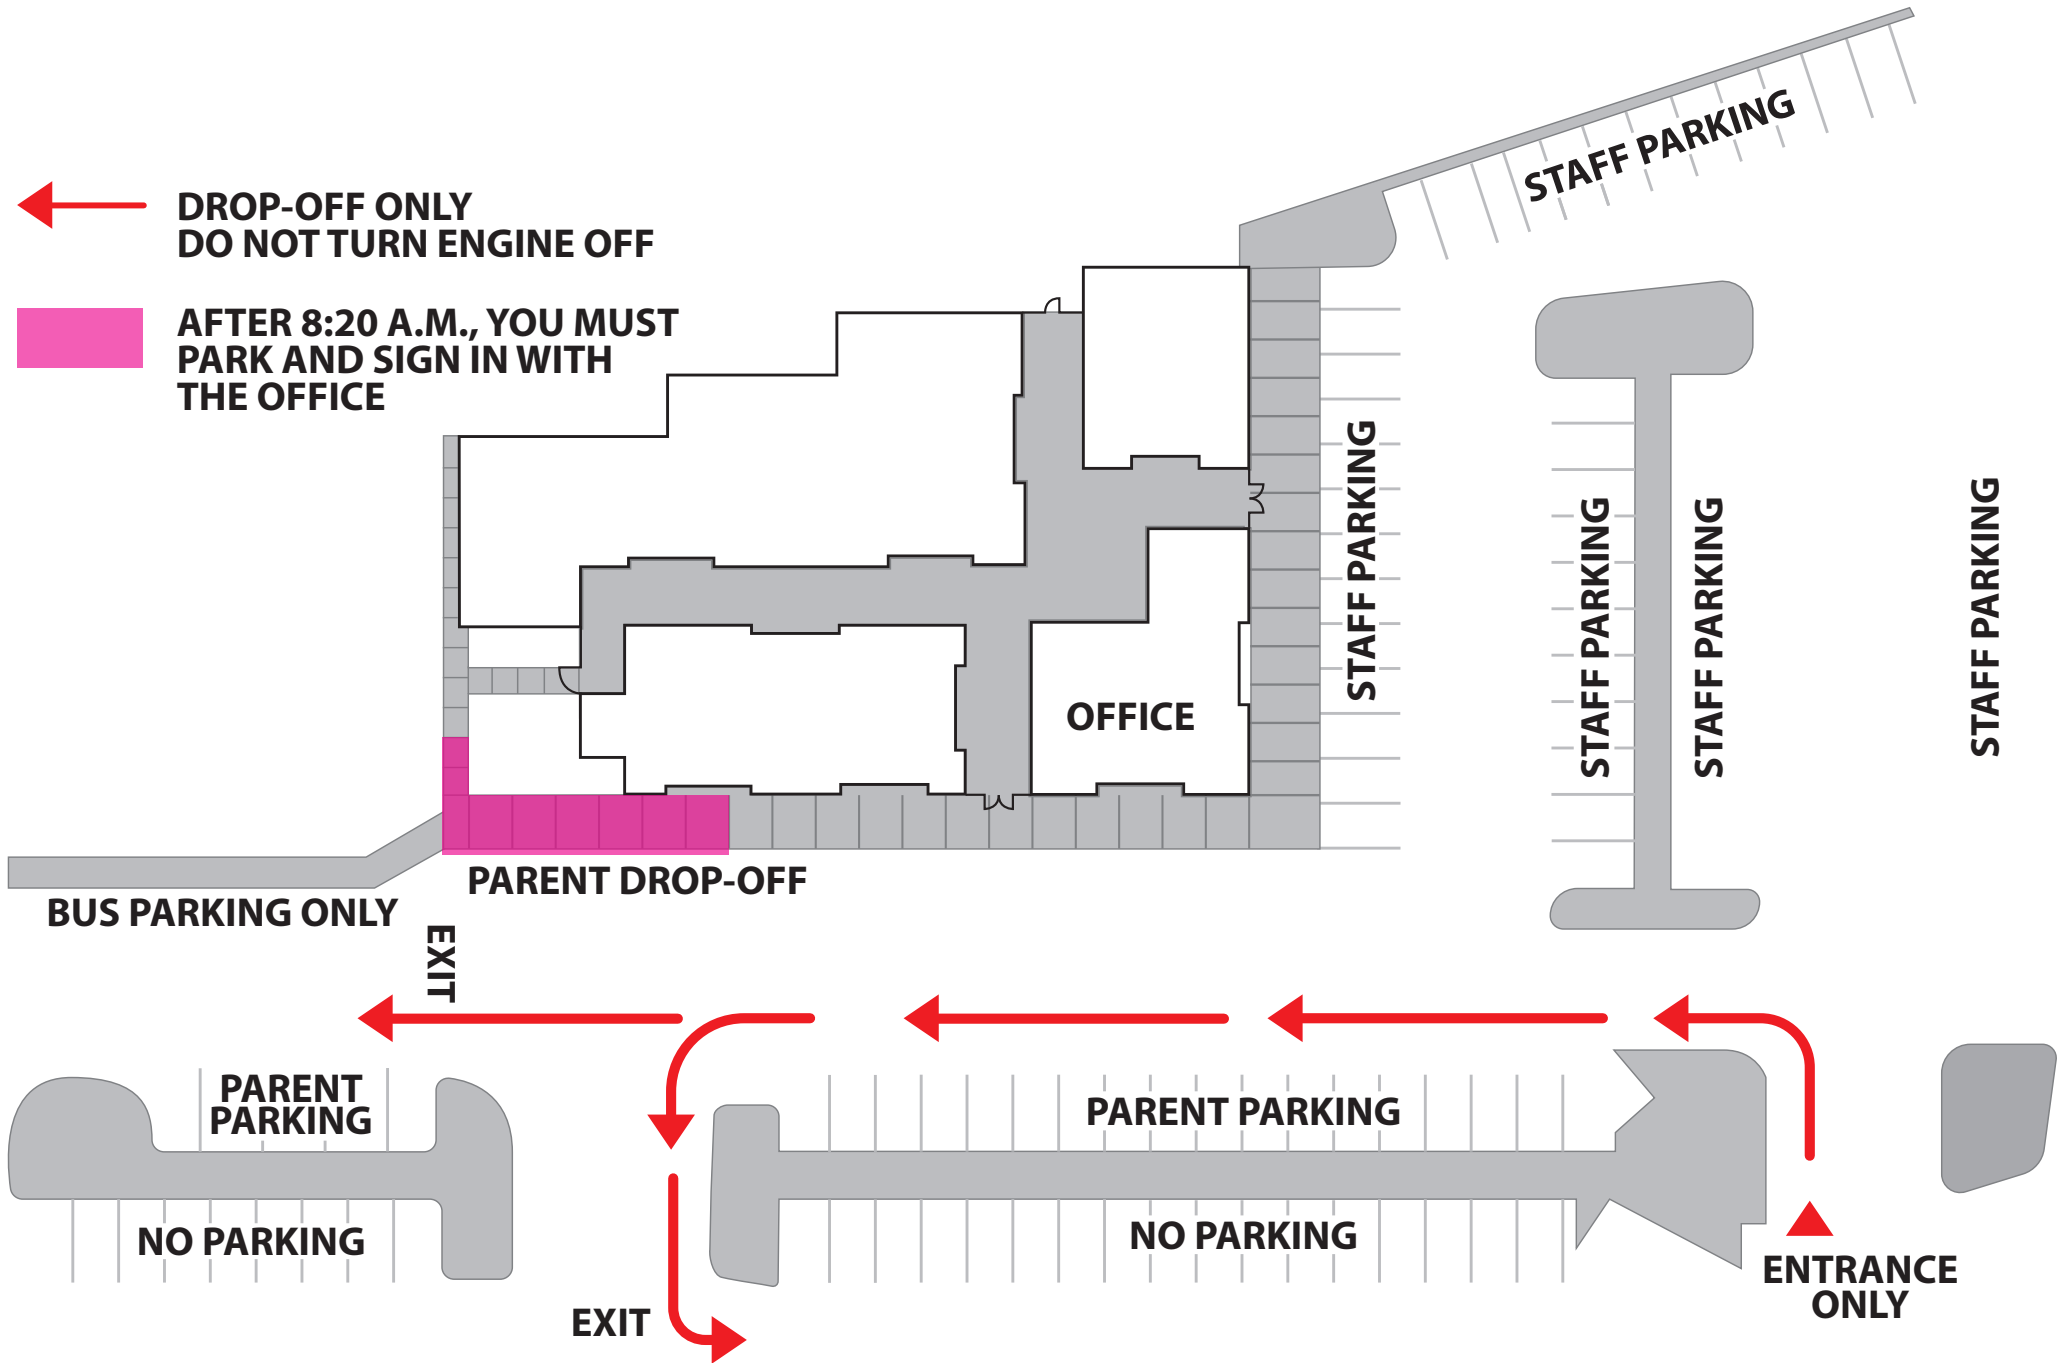 STAFF PARKING
DROP-OFF ONLY
DO NOT TURN ENGINE OFF
AFTER 8:20 A.M., YOU MUST
PARK AND SIGN IN WITH
THE OFFICE
STAFF PARKING
STAFF PARKING
STAFF PARKING
STAFF PARKING
OFFICE
PARENT DROP-OFF
BUS PARKING ONLY
EXIT
PARENT
PARKING
PARENT PARKING
NO PARKING
NO PARKING
ENTRANCE
ONLY
EXIT